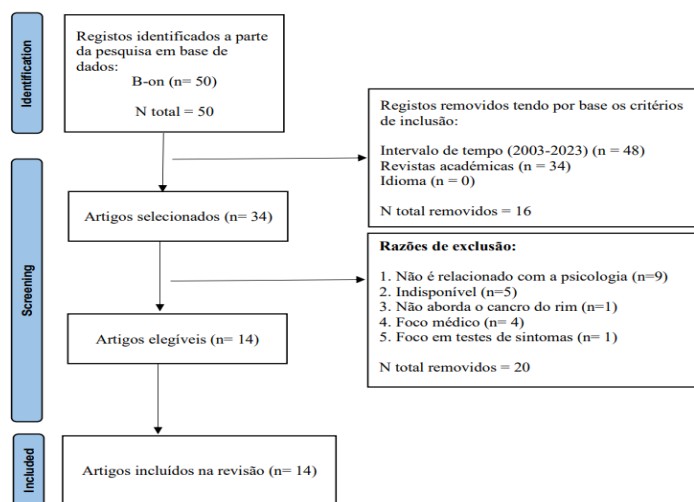 Identification
Registos identificados a parte
da pesquisa em base de
dados:
B-on (n= 50)
N total = 50
Registos removidos tendo por base os critérios
de inclusão:
Intervalo de tempo (2003-2023) (n = 48)
Revistas académicas (n = 34)
Idioma (n = 0)
N total removidos = 16
Screening
Artigos selecionados (n= 34)
Razões de exclusão:
1. Não é relacionado com a psicologia (n=9)
2. Indisponível (n=5)
3. Não aborda o cancro do rim (n=1)
4. Foco médico (n= 4)
5. Foco em testes de sintomas (n= 1)
N total removidos = 20
Artigos elegíveis (n= 14)
Included
Artigos incluídos na revisão (n= 14)